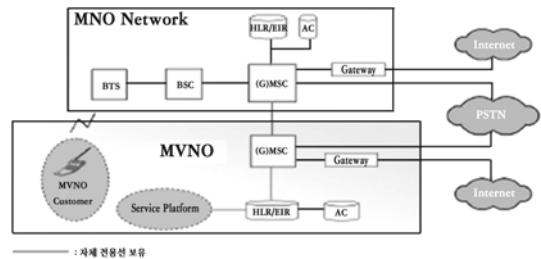 MNO Network
HLR/EIR
AC
Internet
Gateway
BTS
BSC
(G)MSC
PSTN
(G)MSC
MVNO
Gateway
MVNO
Customer
Internet
Service Platform
HLR/EIR
AC
: 자체 전용선 보유